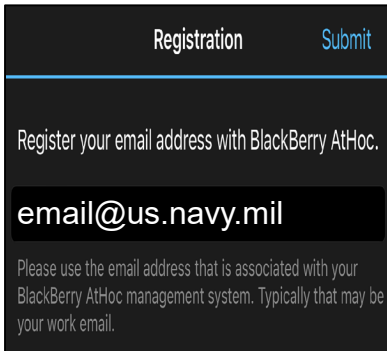 Registration Submit
Register your email address with BlackBerry AtHoc.
email@us.navy.mil
Please use the email address that is associated with your
BlackBerry AtHoc management system. Typically that may be
your work email.